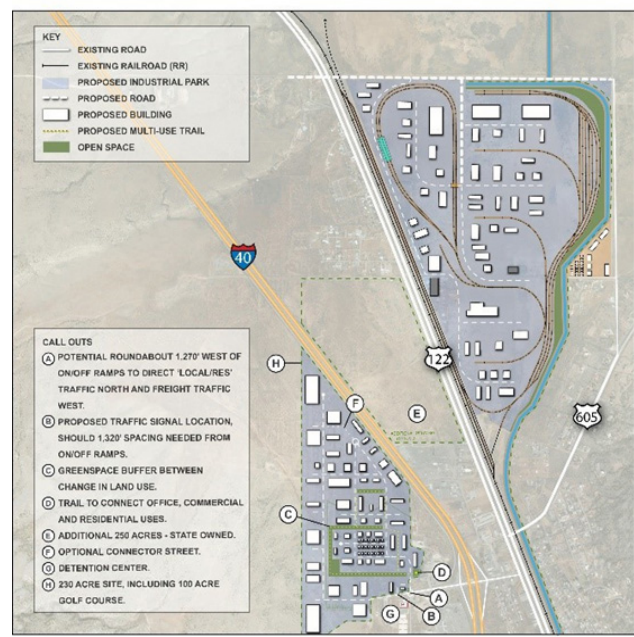 KEY
EXISTING ROAD
EXISTING RAILROAD (RR)
PROPOSED INDUSTRIAL PARK
PROPOSED ROAD
PROPOSED BUILDING
PROPOSED MULTI-USE TRAIL
OPEN SPACE
40
122
605
H
F
E
C
D
A
B
G
CALL OUTS
A POTENTIAL ROUNDABOUT 1,270' WEST OF
ON/OFF RAMPS TO DIRECT 'LOCAL/RES'
TRAFFIC NORTH AND FREIGHT TRAFFIC
WEST.
B PROPOSED TRAFFIC SIGNAL LOCATION,
SHOULD 1,320' SPACING NEEDED FROM
ON/OFF RAMPS.
C GREENSPACE BUFFER BETWEEN
CHANGE IN LAND USE.
D TRAIL TO CONNECT OFFICE, COMMERCIAL
AND RESIDENTIAL USES.
E ADDITIONAL 250 ACRES - STATE OWNED.
F OPTIONAL CONNECTOR STREET.
G DETENTION CENTER.
H 230 ACRE SITE, INCLUDING 100 ACRE
GOLF COURSE.